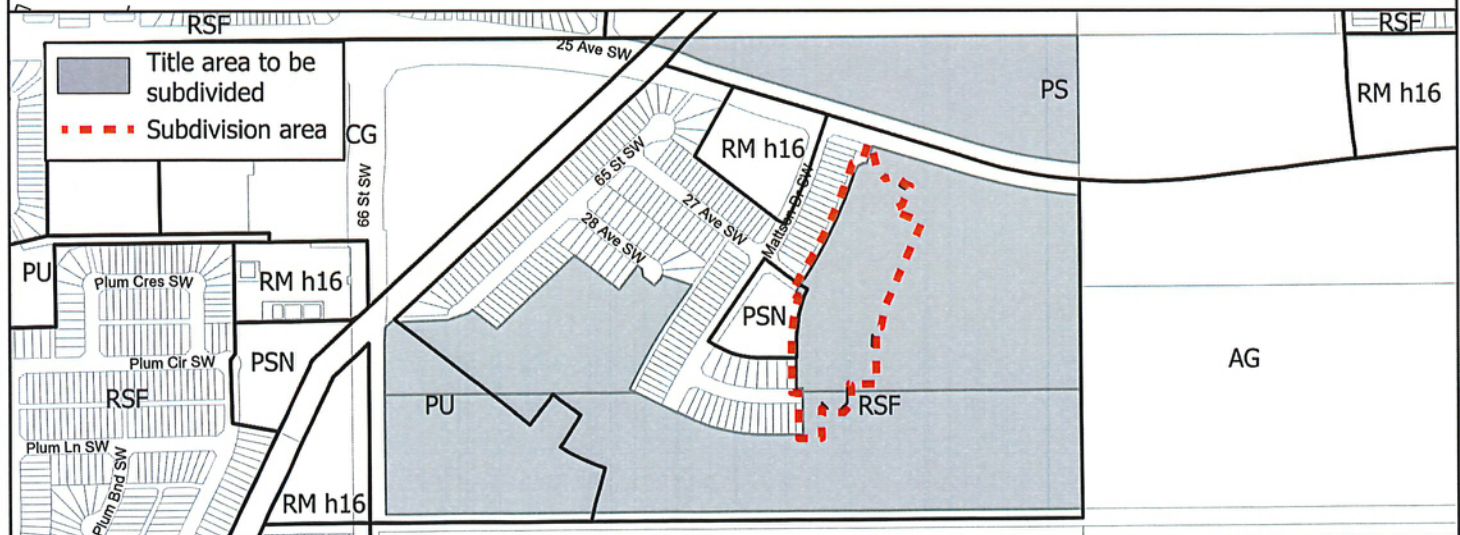 RSF
25 Ave SW
RSF
Title area to be
subdivided
Subdivision area
PS
RM h16
CG
RM h16
65 St SW
66 St SW
27 Ave SW
Mattson Dr SW
28 Ave SW
PU
Plum Cres SW
RM h16
PSN
Plum Cir SW
PSN
AG
RSF
PU
RSF
Plum Ln SW
Plum Bnd SW
RM h16